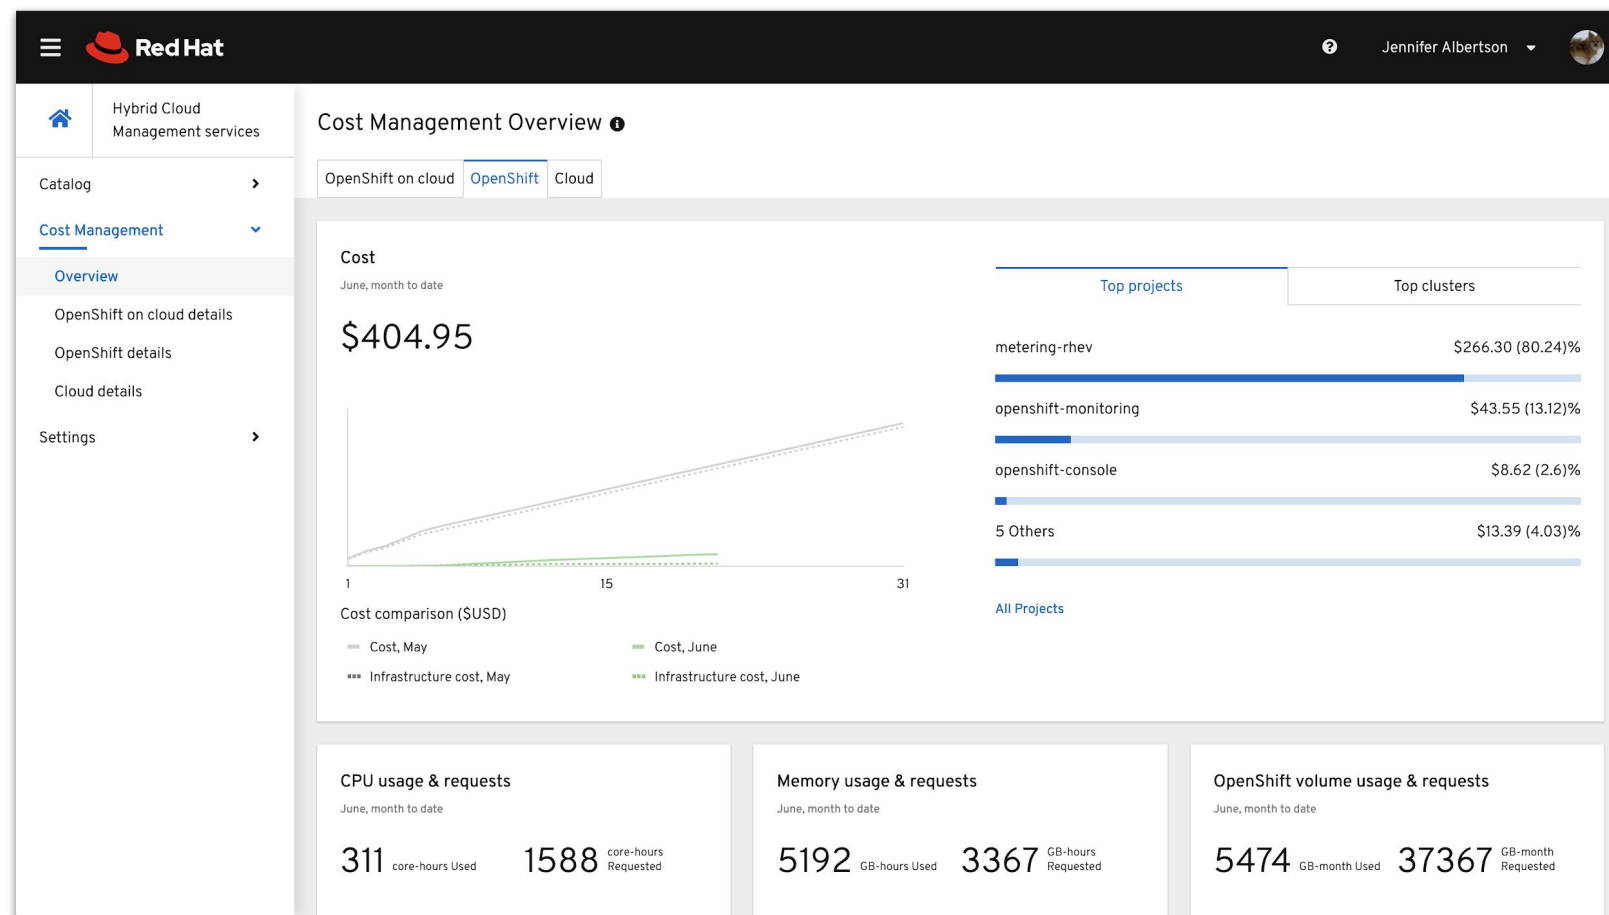 Red Hat
Jennifer Albertson
Hybrid Cloud
Management services
Catalog
Cost Management
Overview
OpenShift on cloud details
OpenShift details
Cloud details
Settings
Cost Management Overview
OpenShift on cloud
OpenShift
Cloud
Cost
June, month to date
$404.95
1
15
31
Cost comparison ($USD)
Cost, May
Cost, June
Infrastructure cost, May
Infrastructure cost, June
Top projects
Top clusters
metering-rhev $266.30 (80.24)%
openshift-monitoring $43.55 (13.12)%
openshift-console $8.62 (2.6)%
5 Others $13.39 (4.03)%
All Projects
CPU usage & requests
June, month to date
311 core-hours Used
1588 core-hours
Requested
Memory usage & requests
June, month to date
5192 GB-hours Used
3367 GB-hours
Requested
OpenShift volume usage & requests
June, month to date
5474 GB-month Used
37367 GB-month
Requested